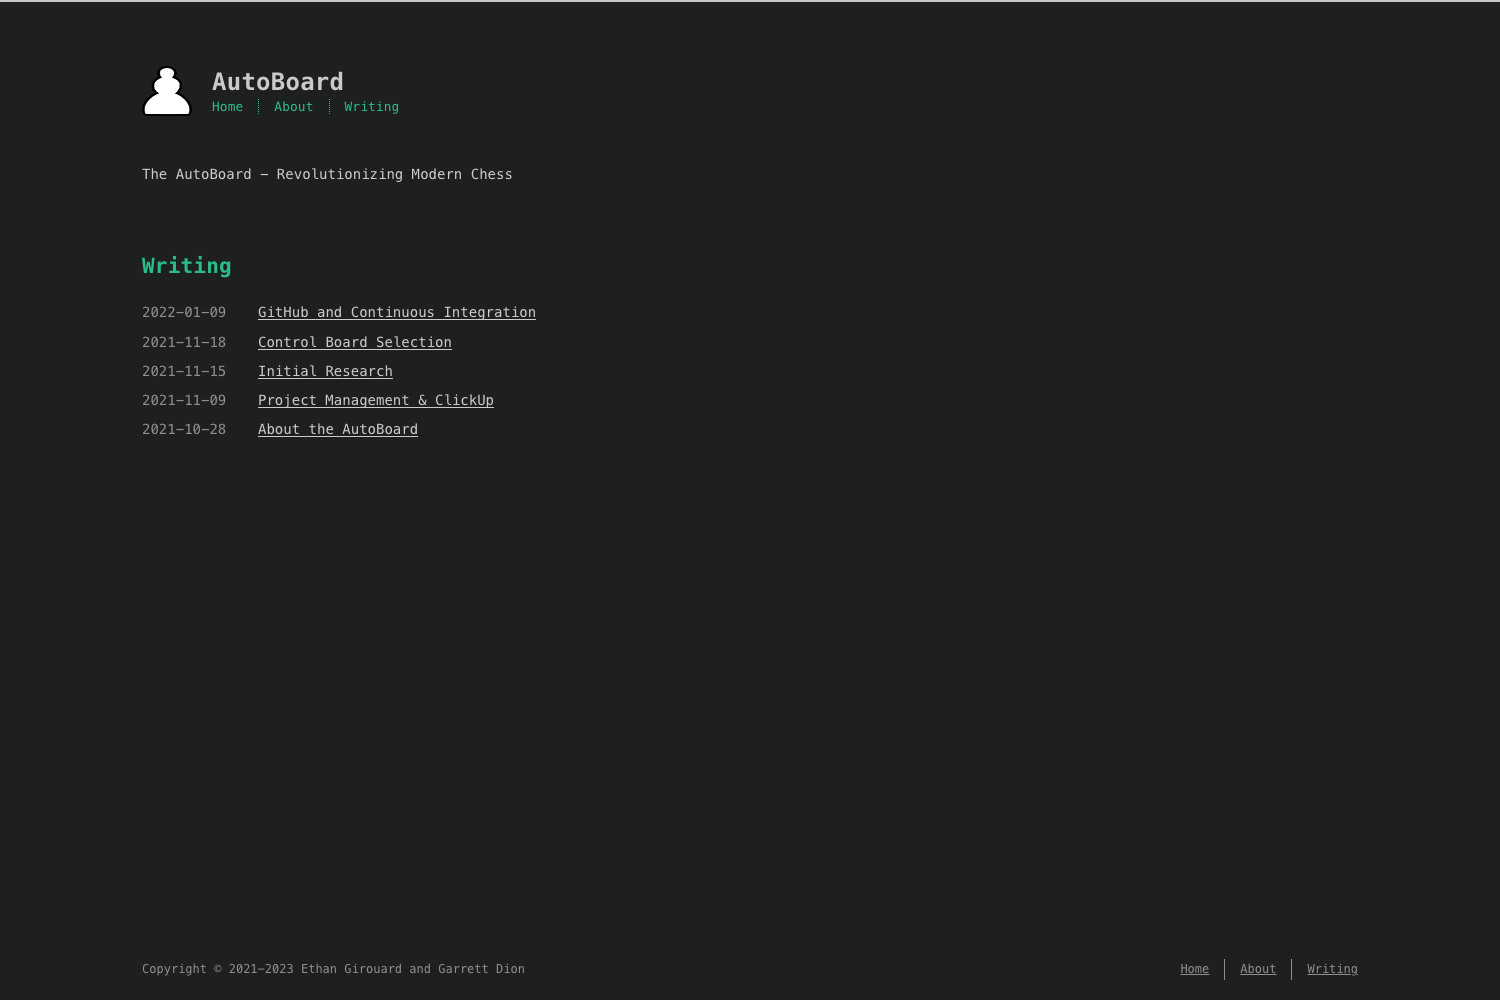 AutoBoard
Home About Writing
The AutoBoard - Revolutionizing Modern Chess
Writing
2022-01-09 GitHub and Continuous Integration
2021-11-18 Control Board Selection
2021-11-15 Initial Research
2021-11-09 Project Management & ClickUp
2021-10-28 About the AutoBoard
Copyright © 2021-2023 Ethan Girouard and Garrett Dion Home About Writing